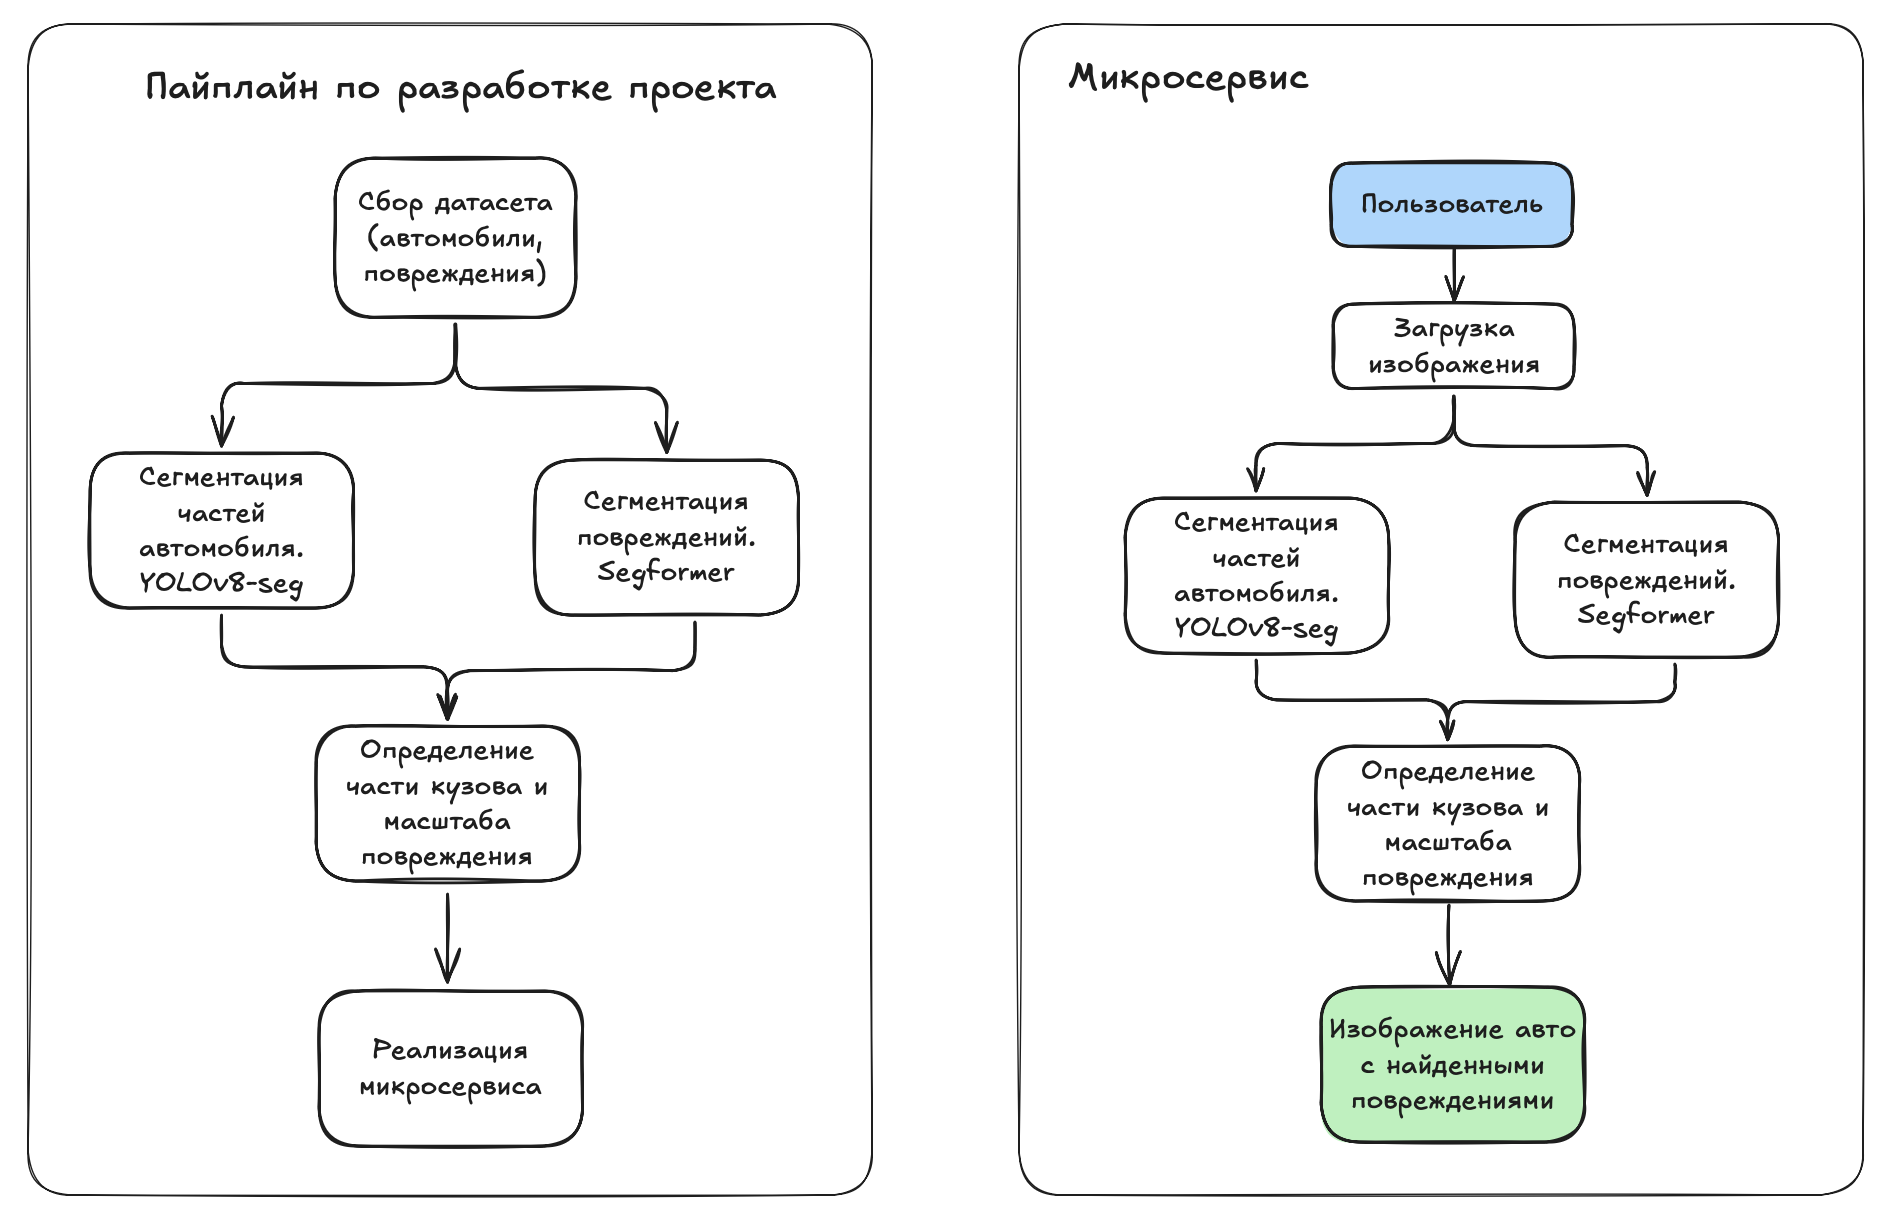 Пайплайн по разработке проекта
Сбор датасета
(автомобили,
повреждения)
Сегментация
частей
автомобиля.
YOLOv8-seg
Сегментация
повреждений.
Segformer
Определение
части кузова и
масштаба
повреждения
Реализация
микросервиса
Микросервис
Пользователь
Загрузка
изображения
Сегментация
частей
автомобиля.
YOLOv8-seg
Сегментация
повреждений.
Segformer
Определение
части кузова и
масштаба
повреждения
Изображение авто
с найденными
повреждениями